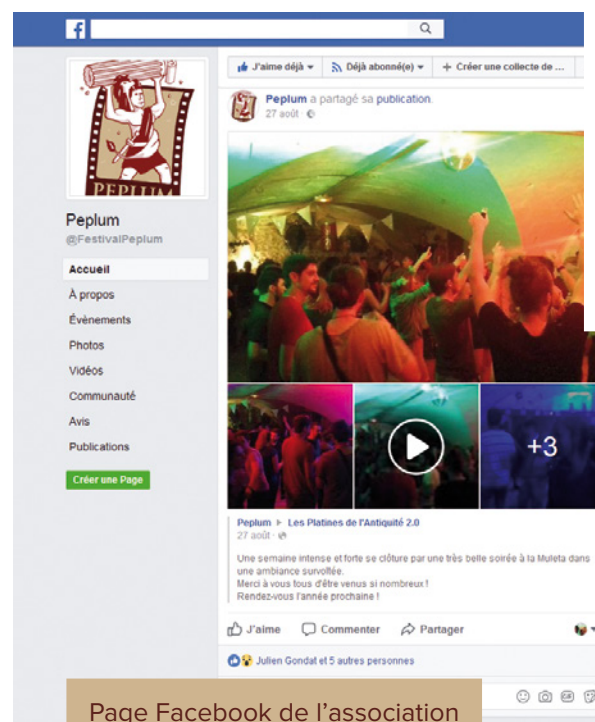 f
J'aime déjà
Déjà abonné(e)
+ Créer une collecte de ...
PEPLUM
Peplum a partagé sa publication.
27 août
Peplum
@FestivalPeplum
Accueil
À propos
Évènements
Photos
Vidéos
Communauté
Avis
Publications
Créer une Page
+3
Peplum ▸ Les Platines de l'Antiquité 2.0
27 août
Une semaine intense et forte se clôture par une très belle soirée à la Muleta dans
une ambiance survoltée.
Merci à vous tous d'être venus si nombreux !
Rendez-vous l'année prochaine !
J'aime
Commenter
Partager
Julien Gondat et 5 autres personnes
GIF
Page Facebook de l'association